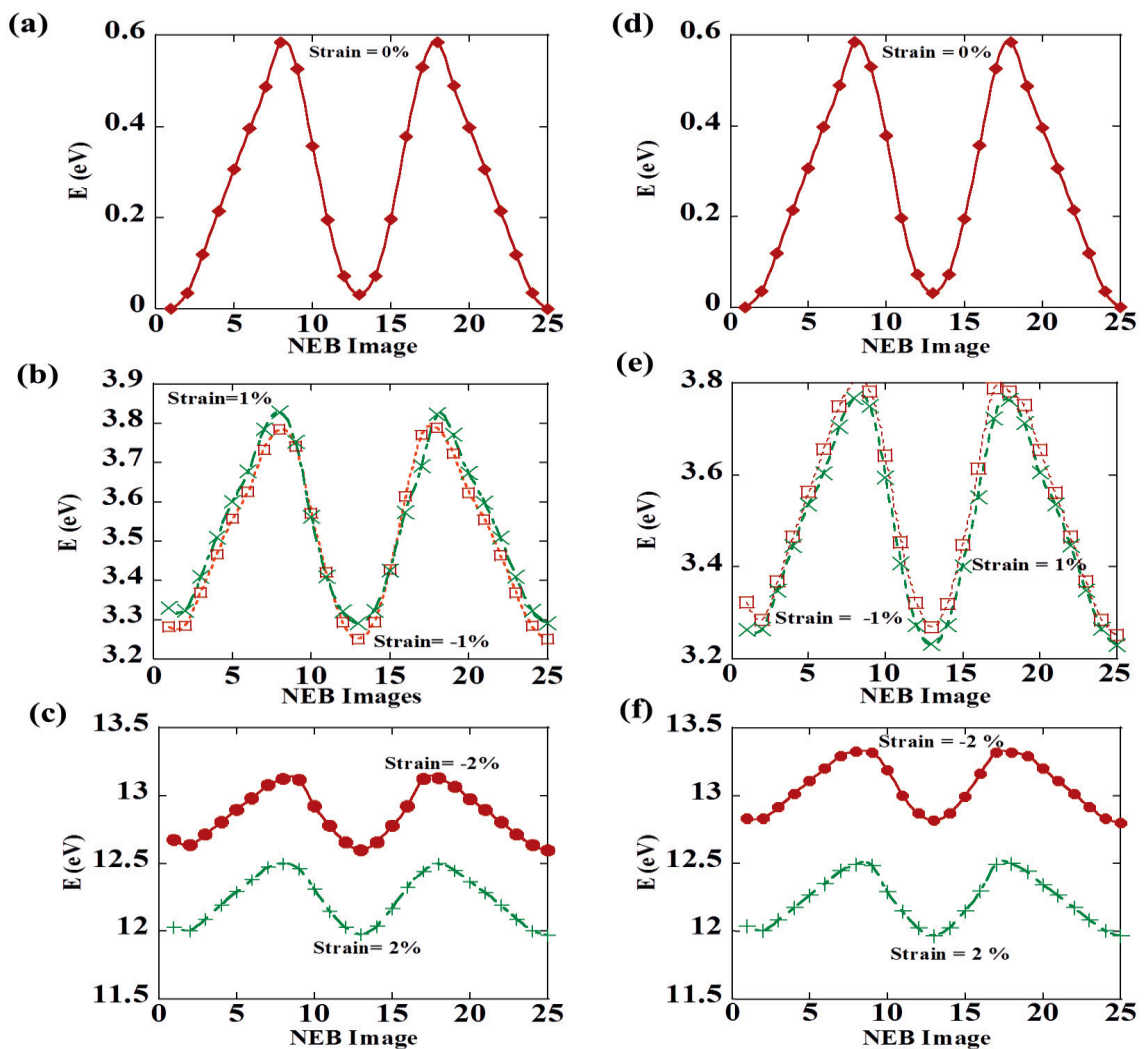 (a)
0.6
0.4
0.2
0
E (eV)
Strain = 0%
0 5 10 15 20 25
NEB Image
(d)
0.6
0.4
0.2
0
E (eV)
Strain = 0%
0 5 10 15 20 25
NEB Image
(b)
3.9
3.8
3.7
3.6
3.5
3.4
3.3
3.2
E (eV)
Strain=1%
Strain= -1%
0 5 10 15 20 25
NEB Images
(e)
3.8
3.6
3.4
3.2
E (eV)
Strain = 1%
Strain = -1%
0 5 10 15 20 25
NEB Image
(c)
13.5
13
12.5
12
11.5
E (eV)
Strain= -2%
Strain= 2%
0 5 10 15 20 25
NEB Image
(f)
13.5
13
12.5
12
11.5
E (eV)
Strain = -2 %
Strain = 2 %
0 5 10 15 20 25
NEB Image